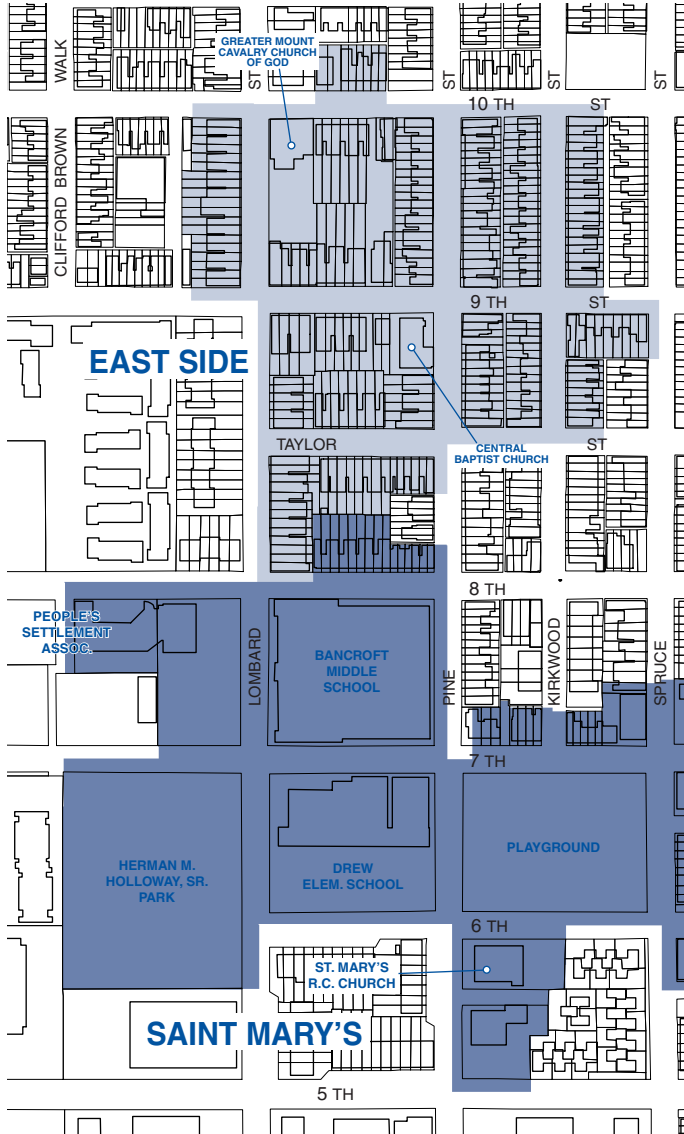 WALK
GREATER MOUNT
CAVALRY CHURCH
OF GOD
ST
ST
ST
ST
10 TH
ST
CLIFFORD BROWN
9 TH
ST
EAST SIDE
TAYLOR
CENTRAL
BAPTIST CHURCH
ST
8 TH
PEOPLE'S
SETTLEMENT
ASSOC.
LOMBARD
BANCROFT
MIDDLE
SCHOOL
PINE
KIRKWOOD
SPRUCE
7 TH
HERMAN M.
HOLLOWAY, SR.
PARK
DREW
ELEM. SCHOOL
PLAYGROUND
6 TH
ST. MARY'S
R.C. CHURCH
SAINT MARY'S
5 TH